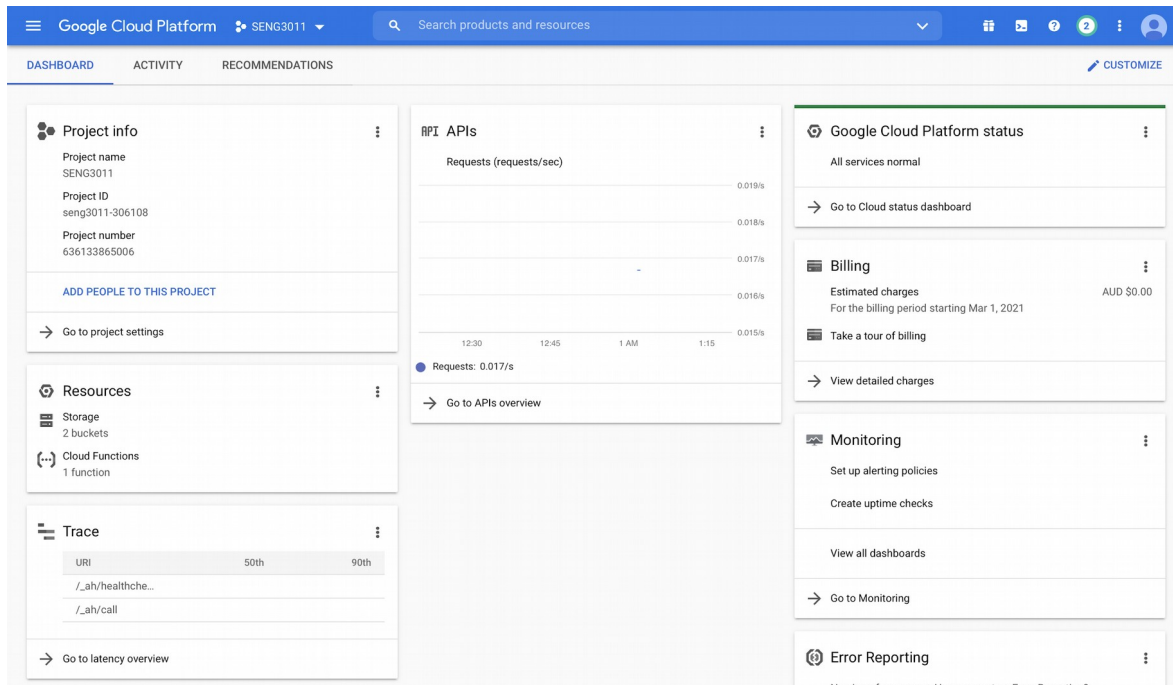 Google Cloud Platform SENG3011 Search products and resources 2
DASHBOARD ACTIVITY RECOMMENDATIONS CUSTOMIZE
Project info
Project name
SENG3011
Project ID
seng3011-306108
Project number
636133865006
ADD PEOPLE TO THIS PROJECT
Go to project settings
Resources
Storage
2 buckets
Cloud Functions
1 function
Trace
URI 50th 90th
/_ah/healthche...
/_ah/call
Go to latency overview
API APIs
Requests (requests/sec)
0.019/s
0.018/s
0.017/s
0.016/s
0.015/s
12:30 12:45 1 AM 1:15
Requests: 0.017/s
Go to APIs overview
Google Cloud Platform status
All services normal
Go to Cloud status dashboard
Billing
Estimated charges AUD $0.00
For the billing period starting Mar 1, 2021
Take a tour of billing
View detailed charges
Monitoring
Set up alerting policies
Create uptime checks
View all dashboards
Go to Monitoring
Error Reporting